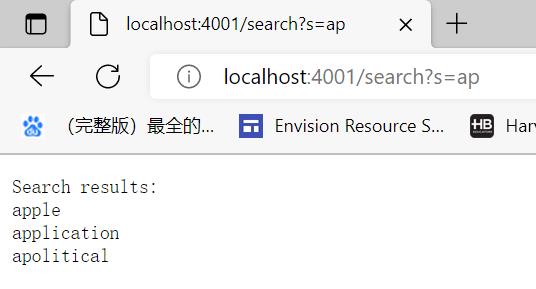 localhost:4001/search?s=ap
localhost:4001/search?s=ap
（完整版）最全的... Envision Resource S... HB Harv
Search results:
apple
application
apolitical